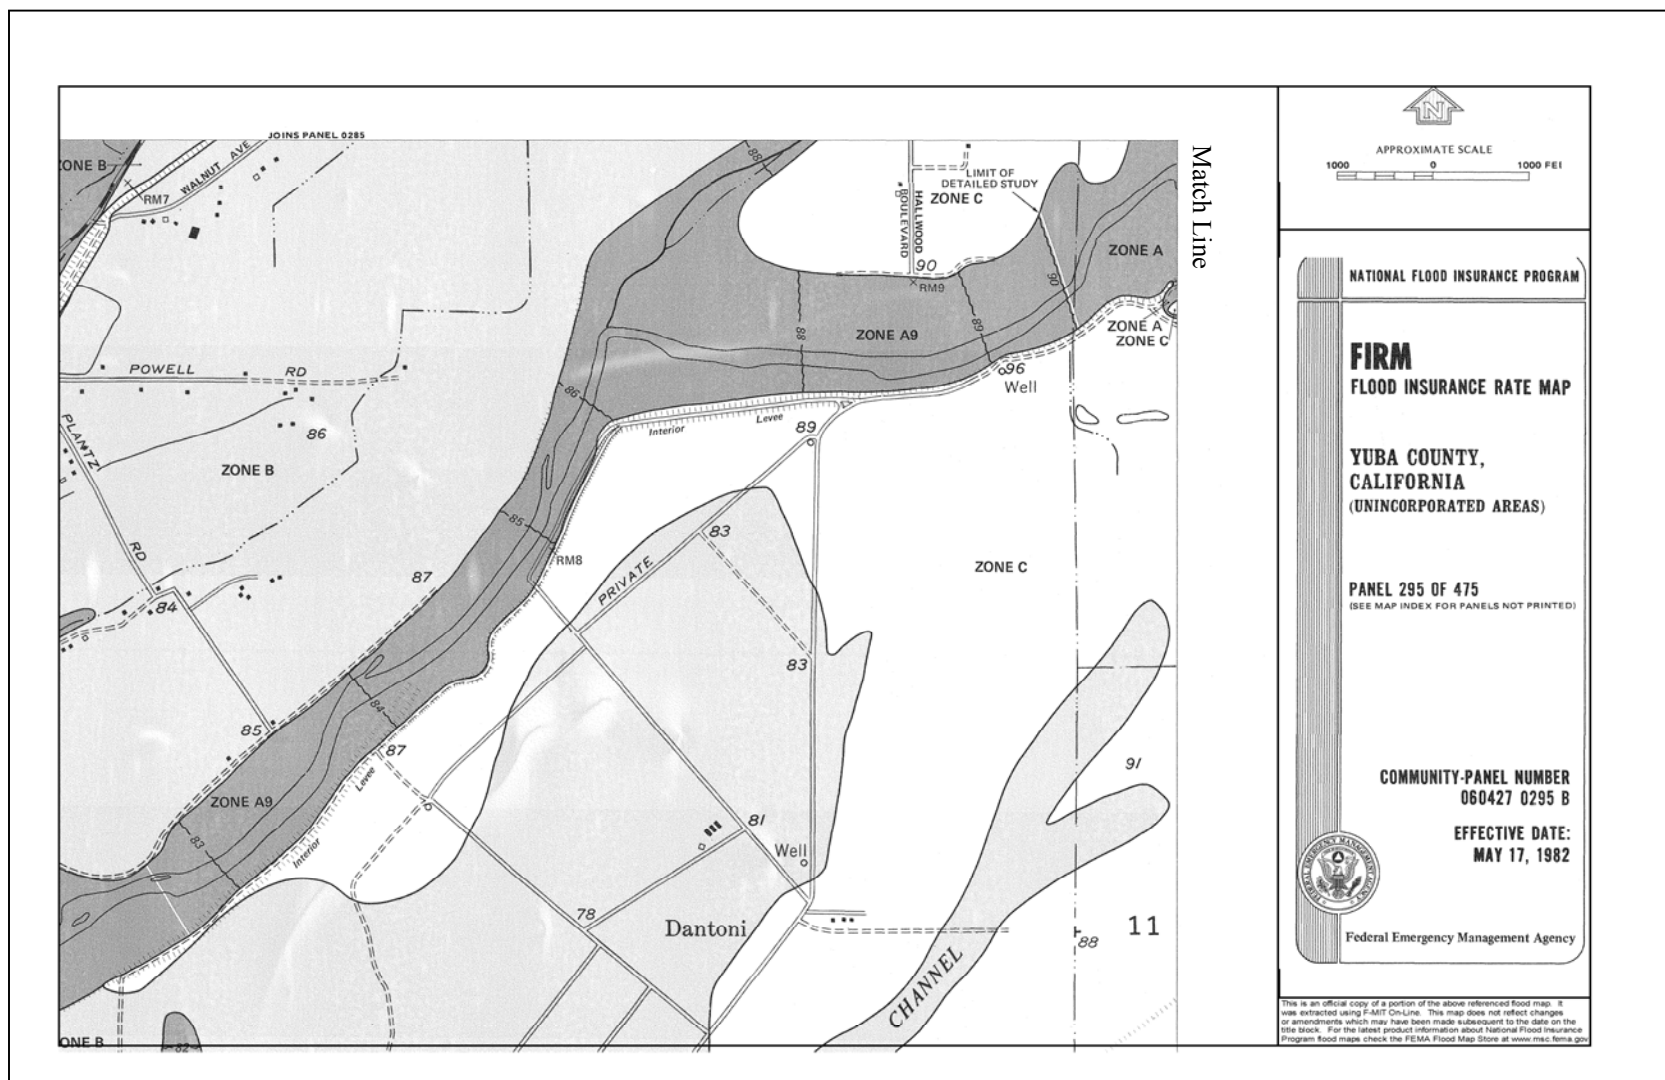 JOINS PANEL 0285
ZONE B
WALNUT AVE
RM7
88
LIMIT OF
DETAILED STUDY
ZONE C
HALLWOOD
BOULEVARD
90
RM9
90
ZONE A
88
ZONE A9
89
ZONE A
ZONE C
96
Well
POWELL RD
86
Interior Levee
89
PLANTZ RD
86
ZONE B
85
83
RM8
PRIVATE
ZONE C
87
84
83
84
85
87
Levee
Interior
91
ZONE A9
83
81
Well
78
Dantoni
11
88
CHANNEL
ONE B
82
Match Line
N
APPROXIMATE SCALE
1000 0 1000 FEI
NATIONAL FLOOD INSURANCE PROGRAM
FIRM
FLOOD INSURANCE RATE MAP
YUBA COUNTY,
CALIFORNIA
(UNINCORPORATED AREAS)
PANEL 295 OF 475
(SEE MAP INDEX FOR PANELS NOT PRINTED)
COMMUNITY-PANEL NUMBER
060427 0295 B
EFFECTIVE DATE:
MAY 17, 1982
FEDERAL EMERGENCY MANAGEMENT AGENCY
Federal Emergency Management Agency
This is an official copy of a portion of the above referenced flood map. It
was extracted using F-MIT On-Line. This map does not reflect changes
or amendments which may have been made subsequent to the date on the
title block. For the latest product information about National Flood Insurance
Program flood maps check the FEMA Flood Map Store at www.msc.fema.gov